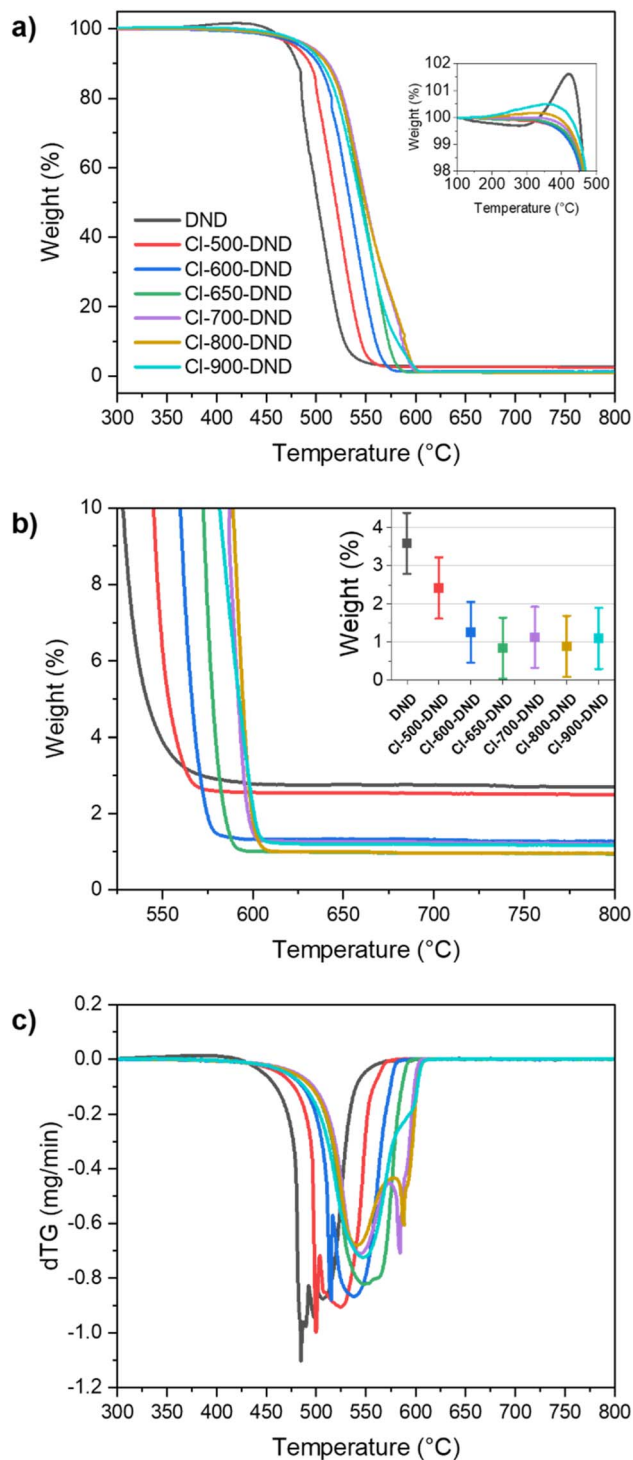 a)
100
80
60
40
20
0
Weight (%)
DND
Cl-500-DND
Cl-600-DND
Cl-650-DND
Cl-700-DND
Cl-800-DND
Cl-900-DND
102
101
100
99
98
Weight (%)
100 200 300 400 500
Temperature (°C)
300 350 400 450 500 550 600 650 700 750 800
Temperature (°C)
b)
10
8
6
4
2
0
Weight (%)
4
3
2
1
0
Weight (%)
DND
Cl-500-DND
Cl-600-DND
Cl-650-DND
Cl-700-DND
Cl-800-DND
Cl-900-DND
550 600 650 700 750 800
Temperature (°C)
c)
0.2
0.0
-0.2
-0.4
-0.6
-0.8
-1.0
-1.2
dTG (mg/min)
300 350 400 450 500 550 600 650 700 750 800
Temperature (°C)